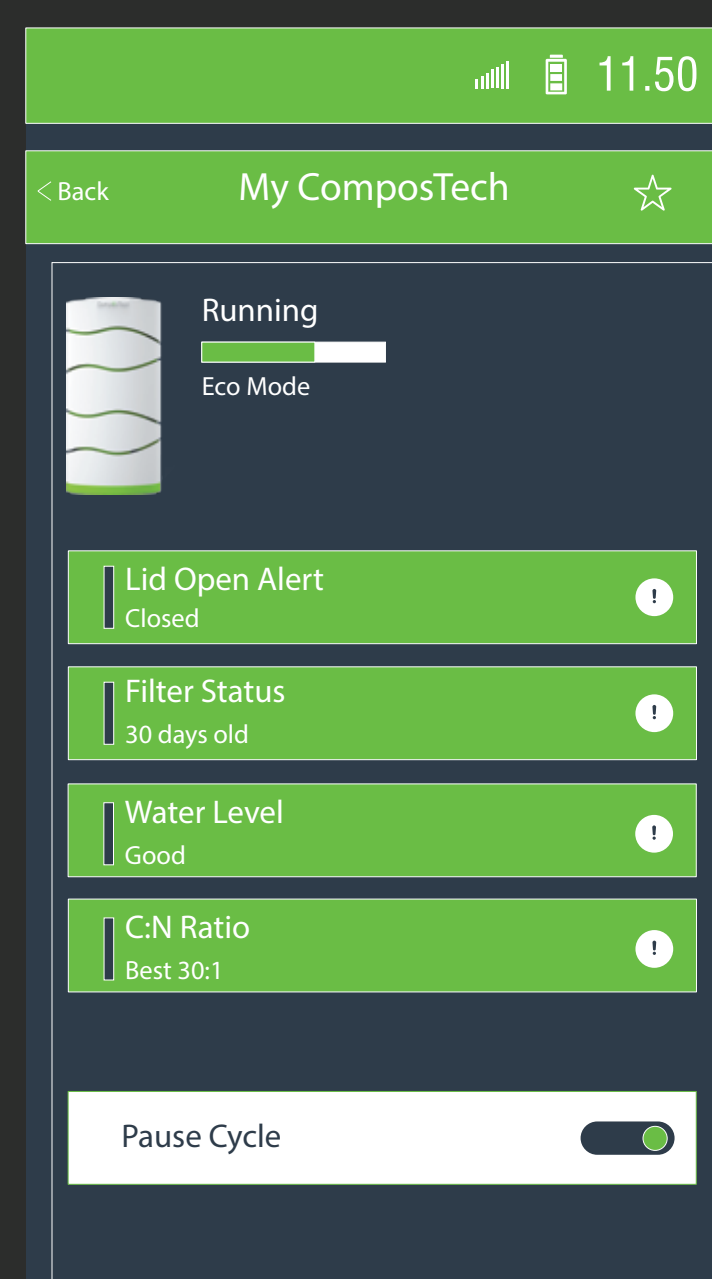 11.50
< Back
My ComposTech
Running
Eco Mode
Lid Open Alert
Closed
!
Filter Status
30 days old
!
Water Level
Good
!
C:N Ratio
Best 30:1
!
Pause Cycle